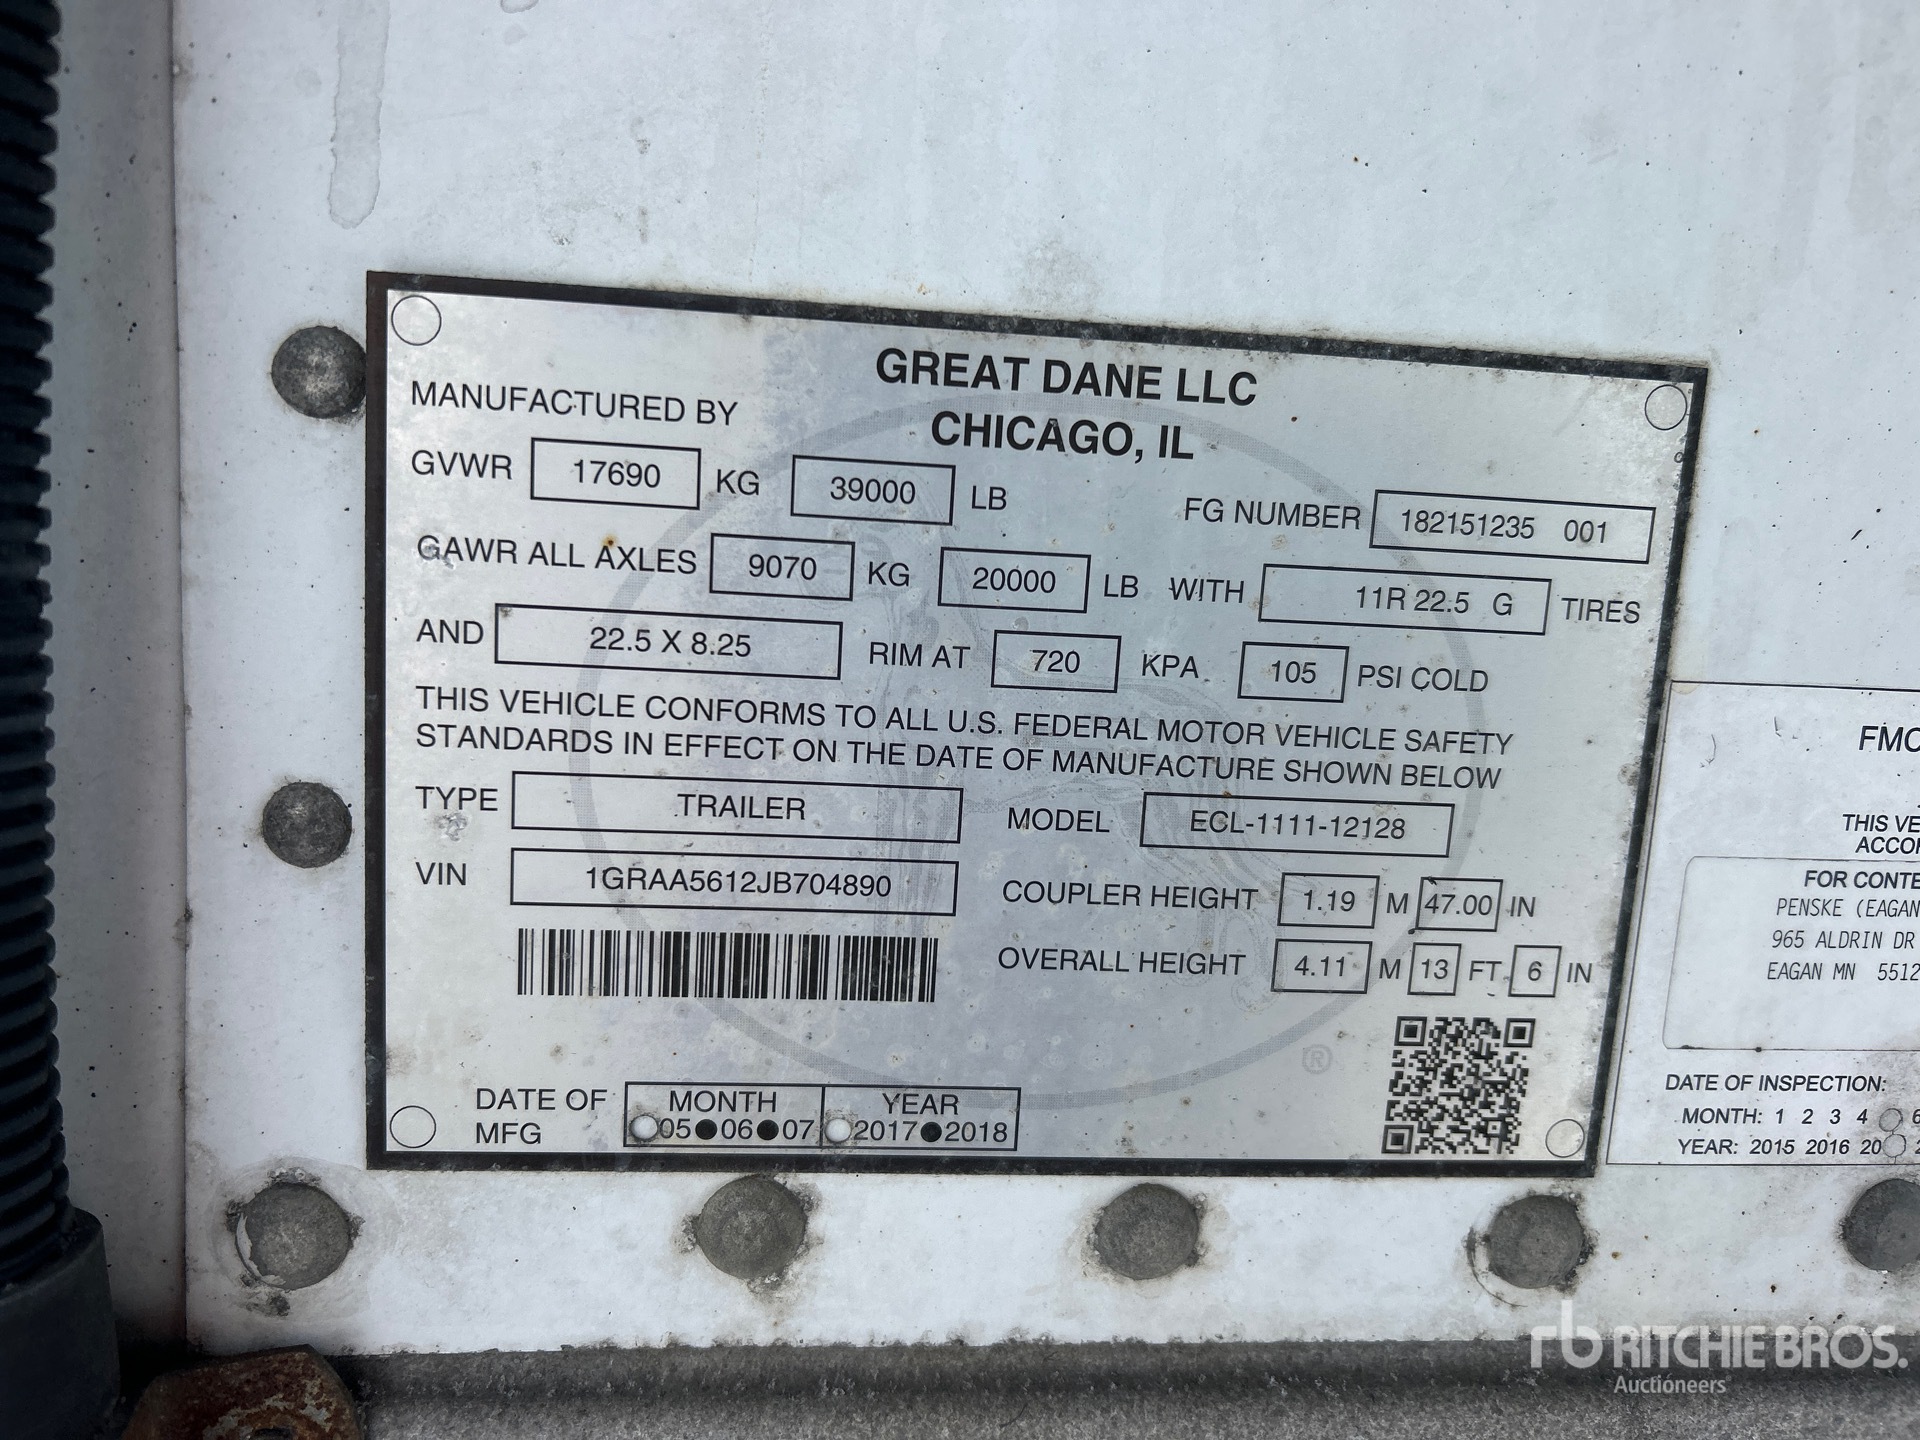 GREAT DANE LLC
MANUFACTURED BY CHICAGO, IL
GVWR 17690 KG 39000 LB FG NUMBER 182151235 001
GAWR ALL AXLES 9070 KG 20000 LB WITH 11R 22.5 G TIRES
AND 22.5 X 8.25 RIM AT 720 KPA 105 PSI COLD
THIS VEHICLE CONFORMS TO ALL U.S. FEDERAL MOTOR VEHICLE SAFETY
STANDARDS IN EFFECT ON THE DATE OF MANUFACTURE SHOWN BELOW
TYPE TRAILER MODEL ECL-1111-12128
VIN 1GRAA5612JB704890 COUPLER HEIGHT 1.19 M 47.00 IN
OVERALL HEIGHT 4.11 M 13 FT. 6 IN
®
DATE OF MONTH YEAR
MFG 05 06 07 2017 2018
FMC
THIS VE
ACCOR
FOR CONTE
PENSKE (EAGAN
965 ALDRIN DR
EAGAN MN 5512
DATE OF INSPECTION:
MONTH: 1 2 3 4 6
YEAR: 2015 2016 20
rb RITCHIE BROS.
Auctioneers